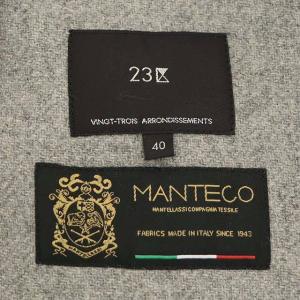 23区
VINGT-TROIS ARRONDISSEMENTS
40
MANTECO
MANTELLASSI COMPAGNIA TESSILE
FABRICS MADE IN ITALY SINCE 1943